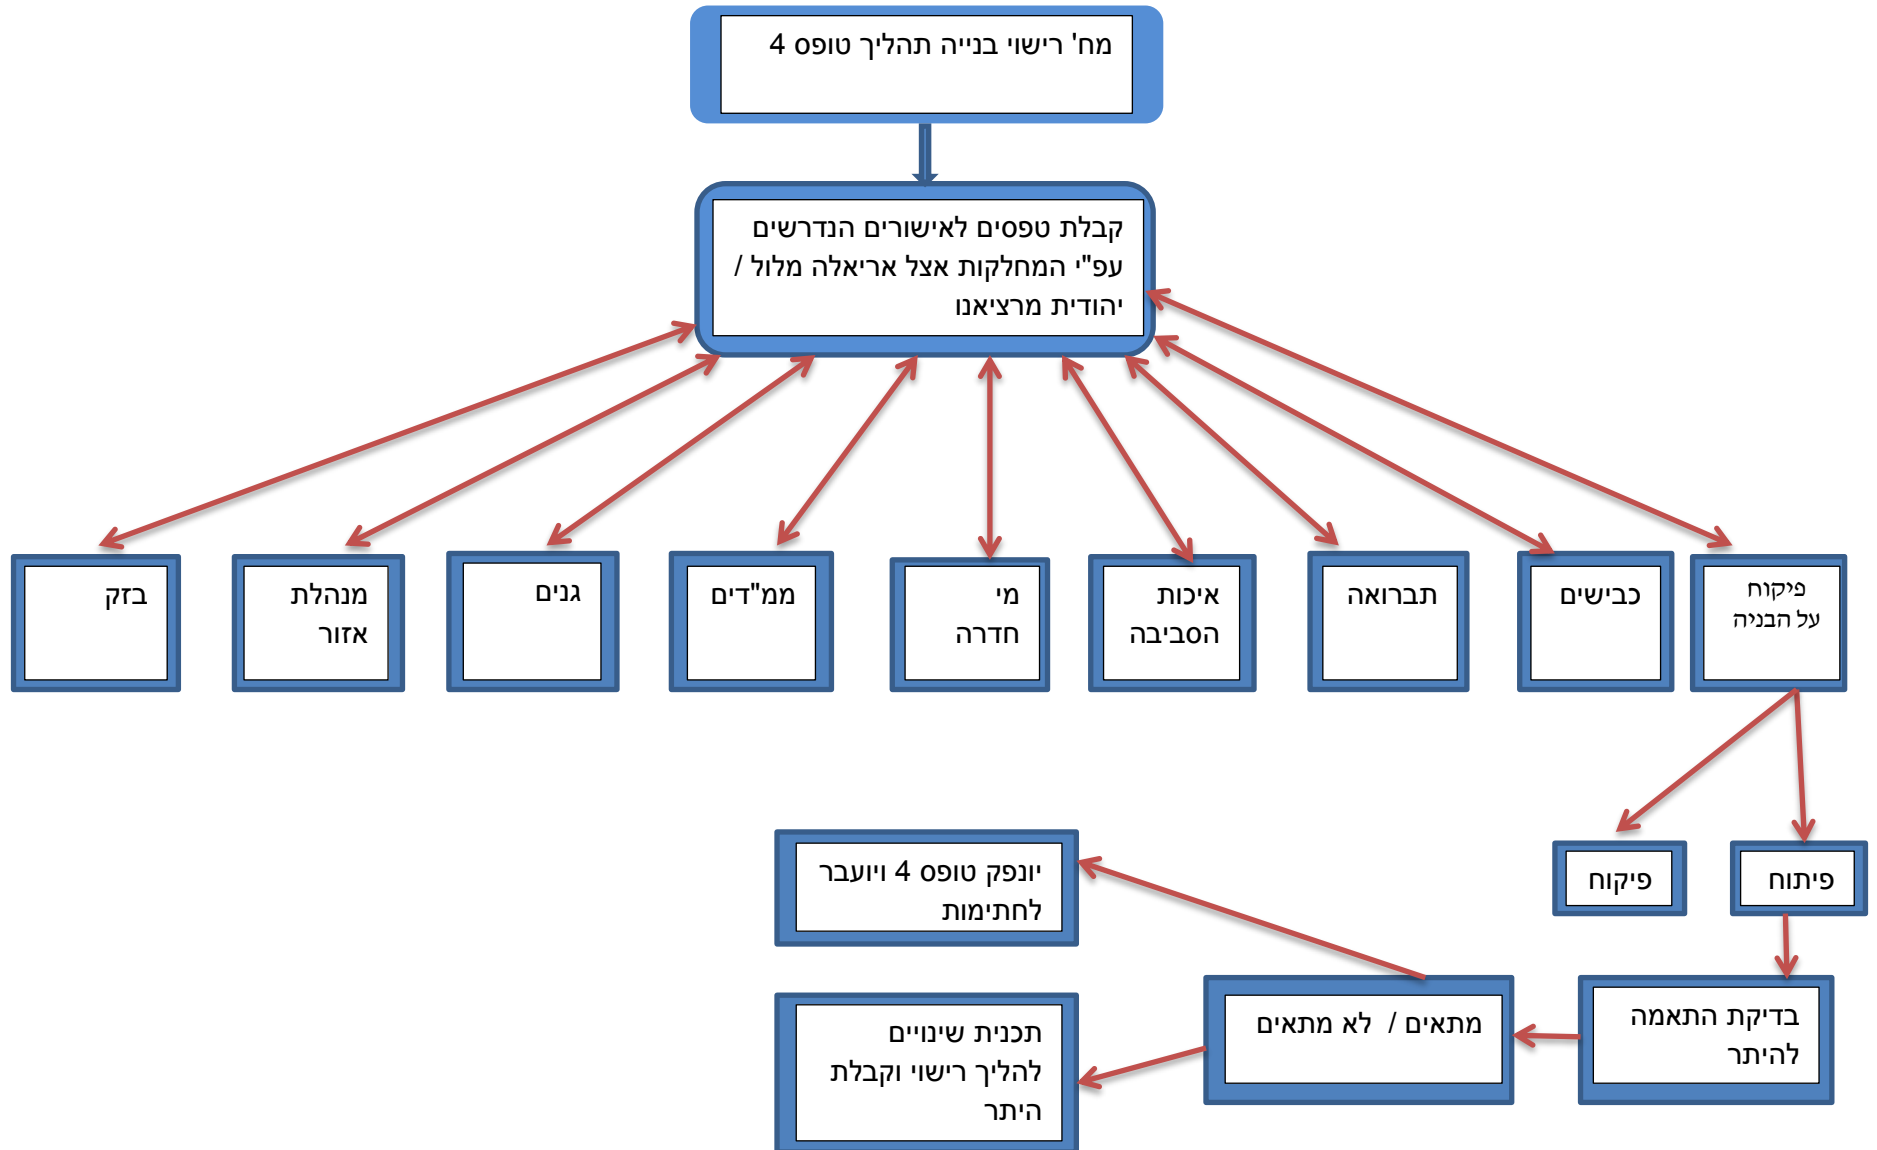 מח' רישוי בנייה תהליך טופס 4
קבלת טפסים לאישורים הנדרשים
עפ"י המחלקות אצל אריאלה מלול /
יהודית מרציאנו
פיקוח
על הבניה
כבישים
תברואה
איכות
הסביבה
מי
חדרה
ממ"דים
גנים
מנהלת
אזור
בזק
פיתוח
פיקוח
בדיקת התאמה
להיתר
מתאים / לא מתאים
יונפק טופס 4 ויועבר
לחתימות
תכנית שינויים
להליך רישוי וקבלת
היתר